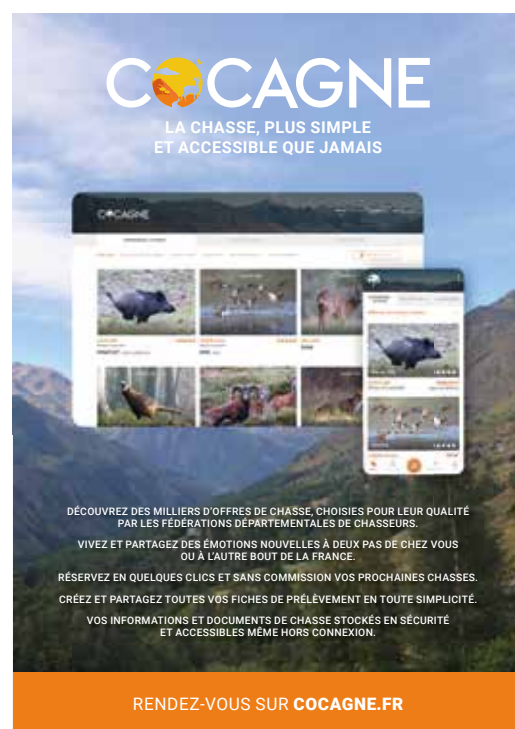 COCAGNE
LA CHASSE, PLUS SIMPLE
ET ACCESSIBLE QUE JAMAIS
COCAGNE
DÉCOUVREZ DES MILLIERS D'OFFRES DE CHASSE, CHOISIES POUR LEUR QUALITÉ
PAR LES FÉDÉRATIONS DÉPARTEMENTALES DE CHASSEURS.
VIVEZ ET PARTAGEZ DES ÉMOTIONS NOUVELLES À DEUX PAS DE CHEZ VOUS
OU À L'AUTRE BOUT DE LA FRANCE.
RÉSERVEZ EN QUELQUES CLICS ET SANS COMMISSION VOS PROCHAINES CHASSES.
CRÉEZ ET PARTAGEZ TOUTES VOS FICHES DE PRÉLÈVEMENT EN TOUTE SIMPLICITÉ.
VOS INFORMATIONS ET DOCUMENTS DE CHASSE STOCKÉS EN SÉCURITÉ
ET ACCESSIBLES MÊME HORS CONNEXION.
RENDEZ-VOUS SUR COCAGNE.FR